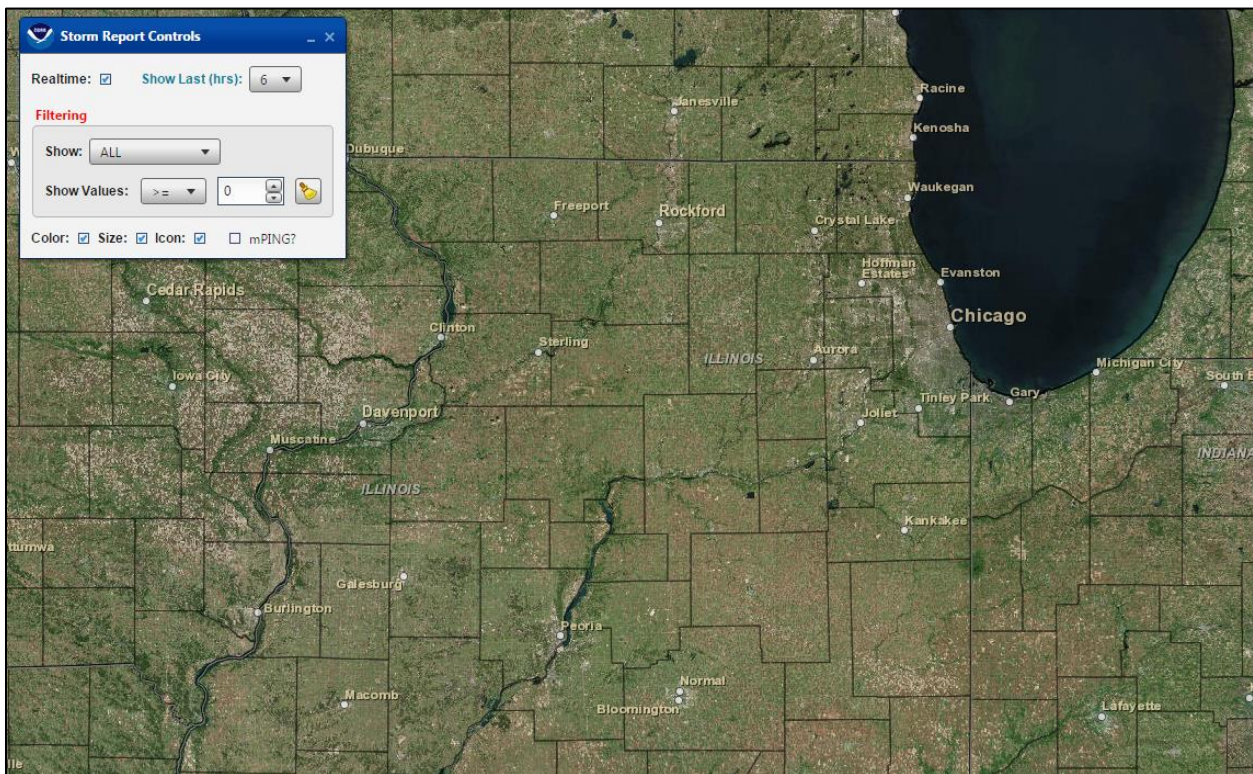 Storm Report Controls
Realtime:
Show Last (hrs):
6
Filtering
Show:
ALL
Show Values:
>=
0
Color:
Size:
Icon:
mPING?
Racine
Janesville
Kenosha
Dubuque
Waukegan
Freeport
Rockford
Crystal Lake
Hoffman
Estates
Evanston
Cedar Rapids
Chicago
Clinton
Sterling
ILLINOIS
Aurora
Michigan City
Iowa City
South B
Gary
Tinley Park
Davenport
Joliet
Muscatine
INDIANA
ILLINOIS
Kankakee
ttumwa
Galesburg
Burlington
Peoria
Normal
Macomb
Bloomington
Lafayette
lle